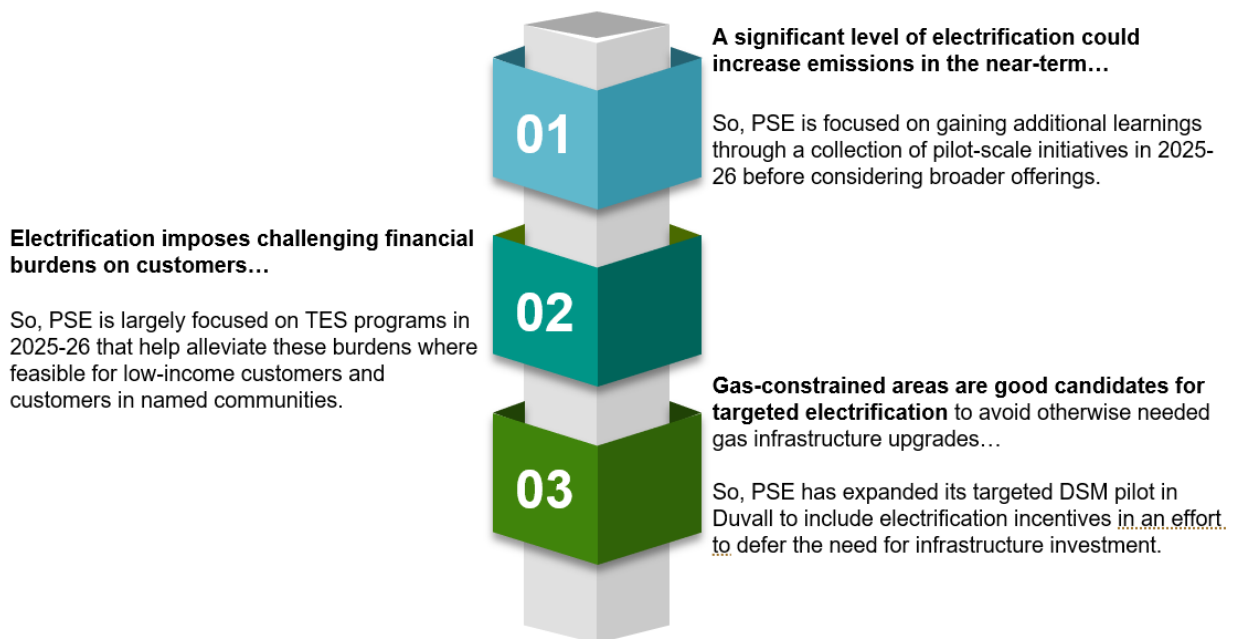 01
A significant level of electrification could
increase emissions in the near-term…
So, PSE is focused on gaining additional learnings
through a collection of pilot-scale initiatives in 2025-
26 before considering broader offerings.
02
Electrification imposes challenging financial
burdens on customers…
So, PSE is largely focused on TES programs in
2025-26 that help alleviate these burdens where
feasible for low-income customers and
customers in named communities.
03
Gas-constrained areas are good candidates for
targeted electrification to avoid otherwise needed
gas infrastructure upgrades…
So, PSE has expanded its targeted DSM pilot in
Duvall to include electrification incentives in an effort
to defer the need for infrastructure investment.